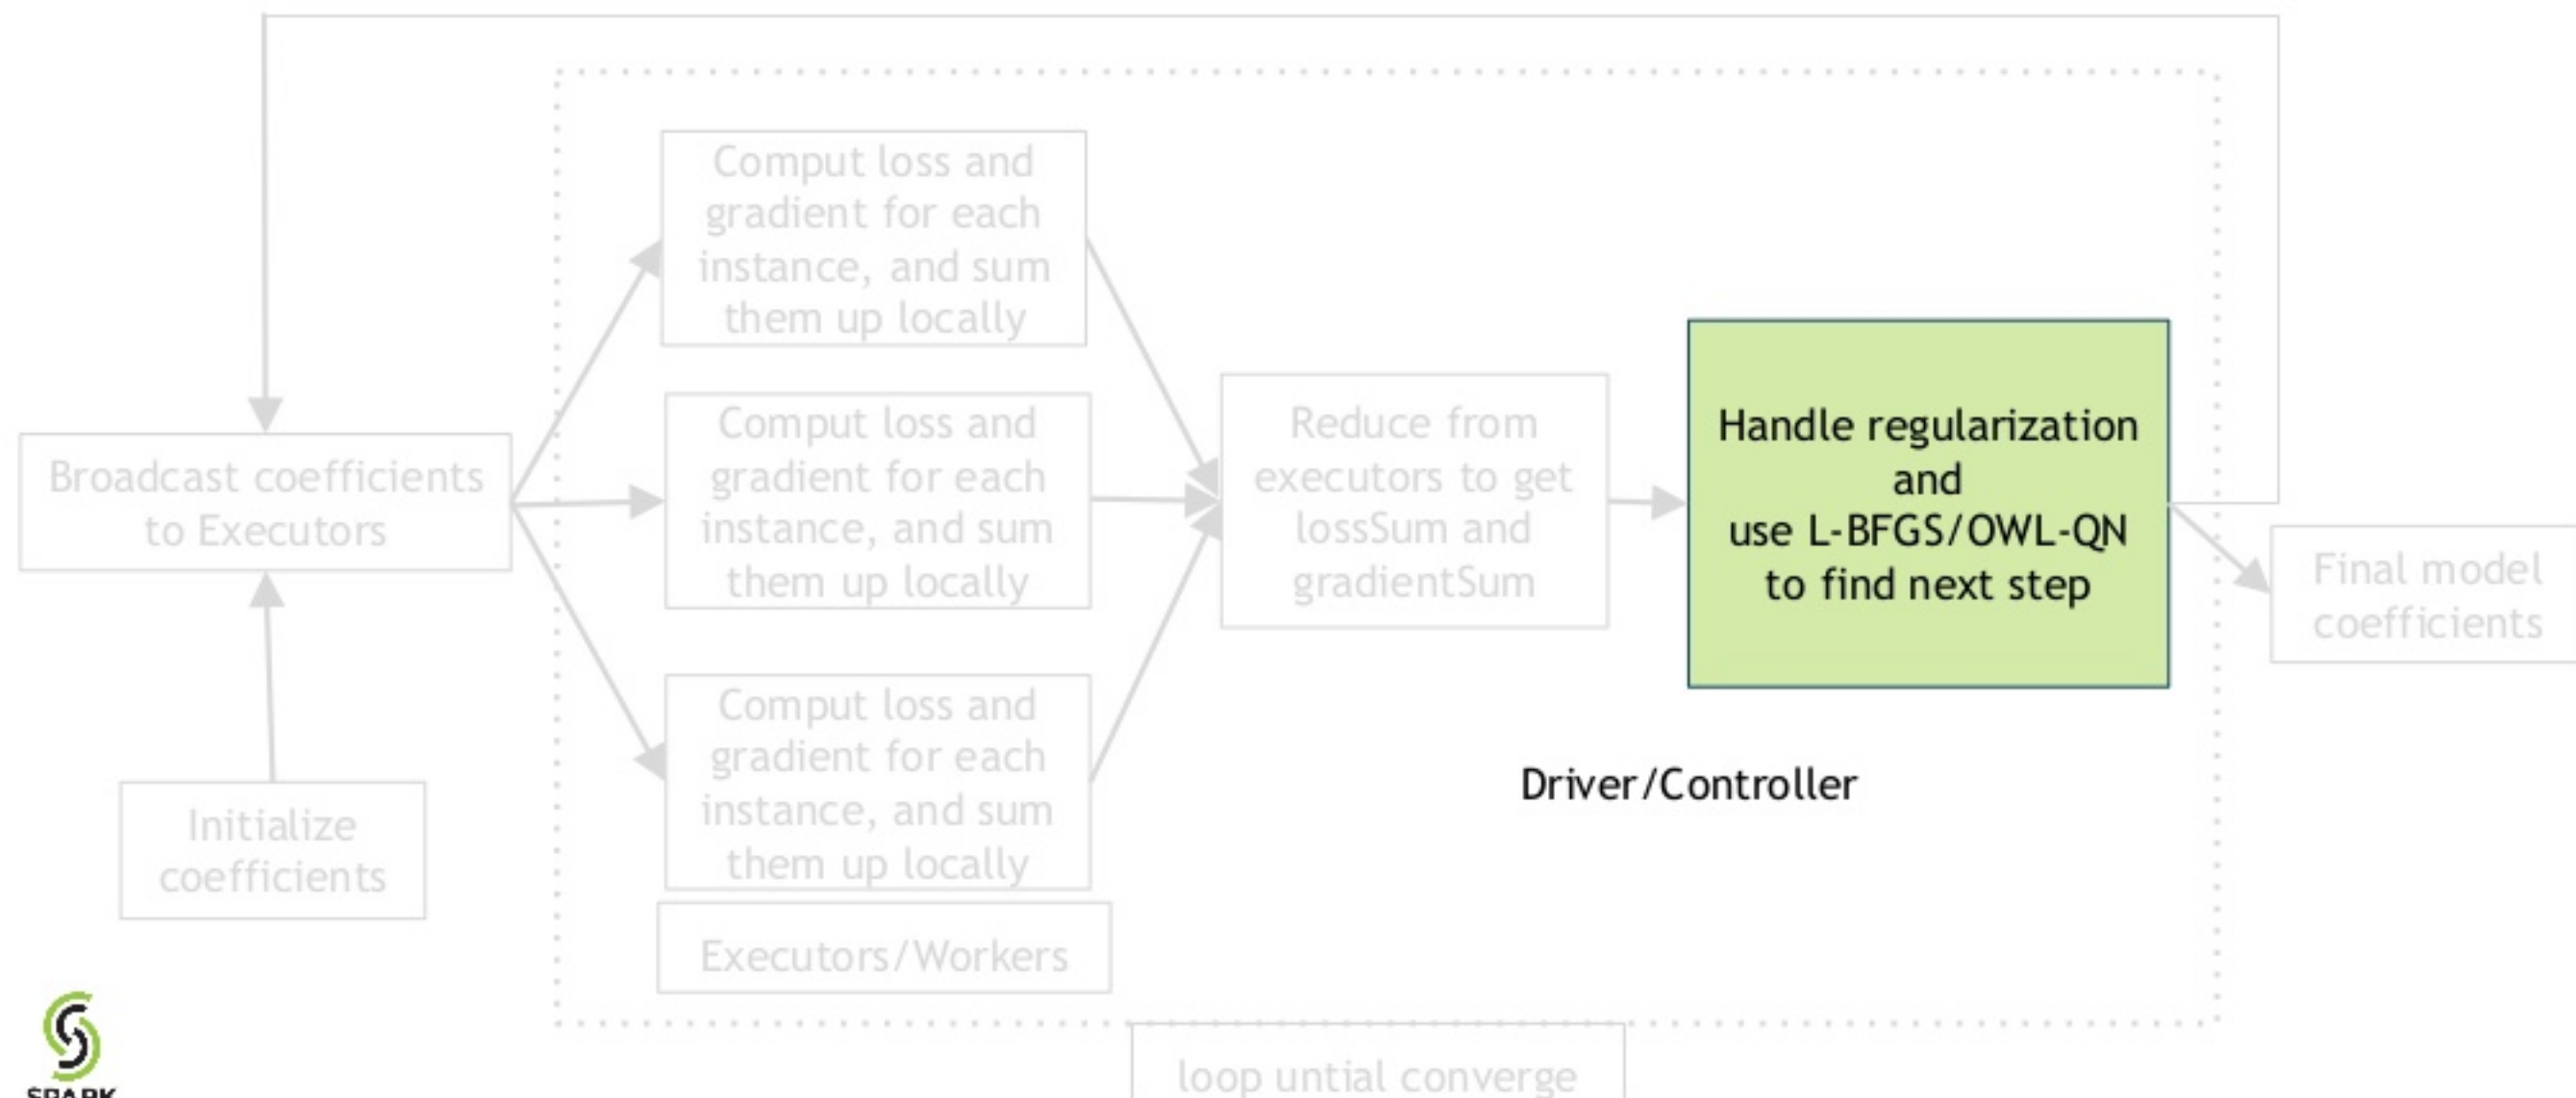 Comput loss and
gradient for each
instance, and sum
them up locally
Broadcast coefficients
to Executors
Comput loss and
gradient for each
instance, and sum
them up locally
Reduce from
executors to get
lossSum and
gradientSum
Handle regularization
and
use L-BFGS/OWL-QN
to find next step
Final model
coefficients
Initialize
coefficients
Comput loss and
gradient for each
instance, and sum
them up locally
Driver/Controller
Executors/Workers
loop untial converge
SPARK